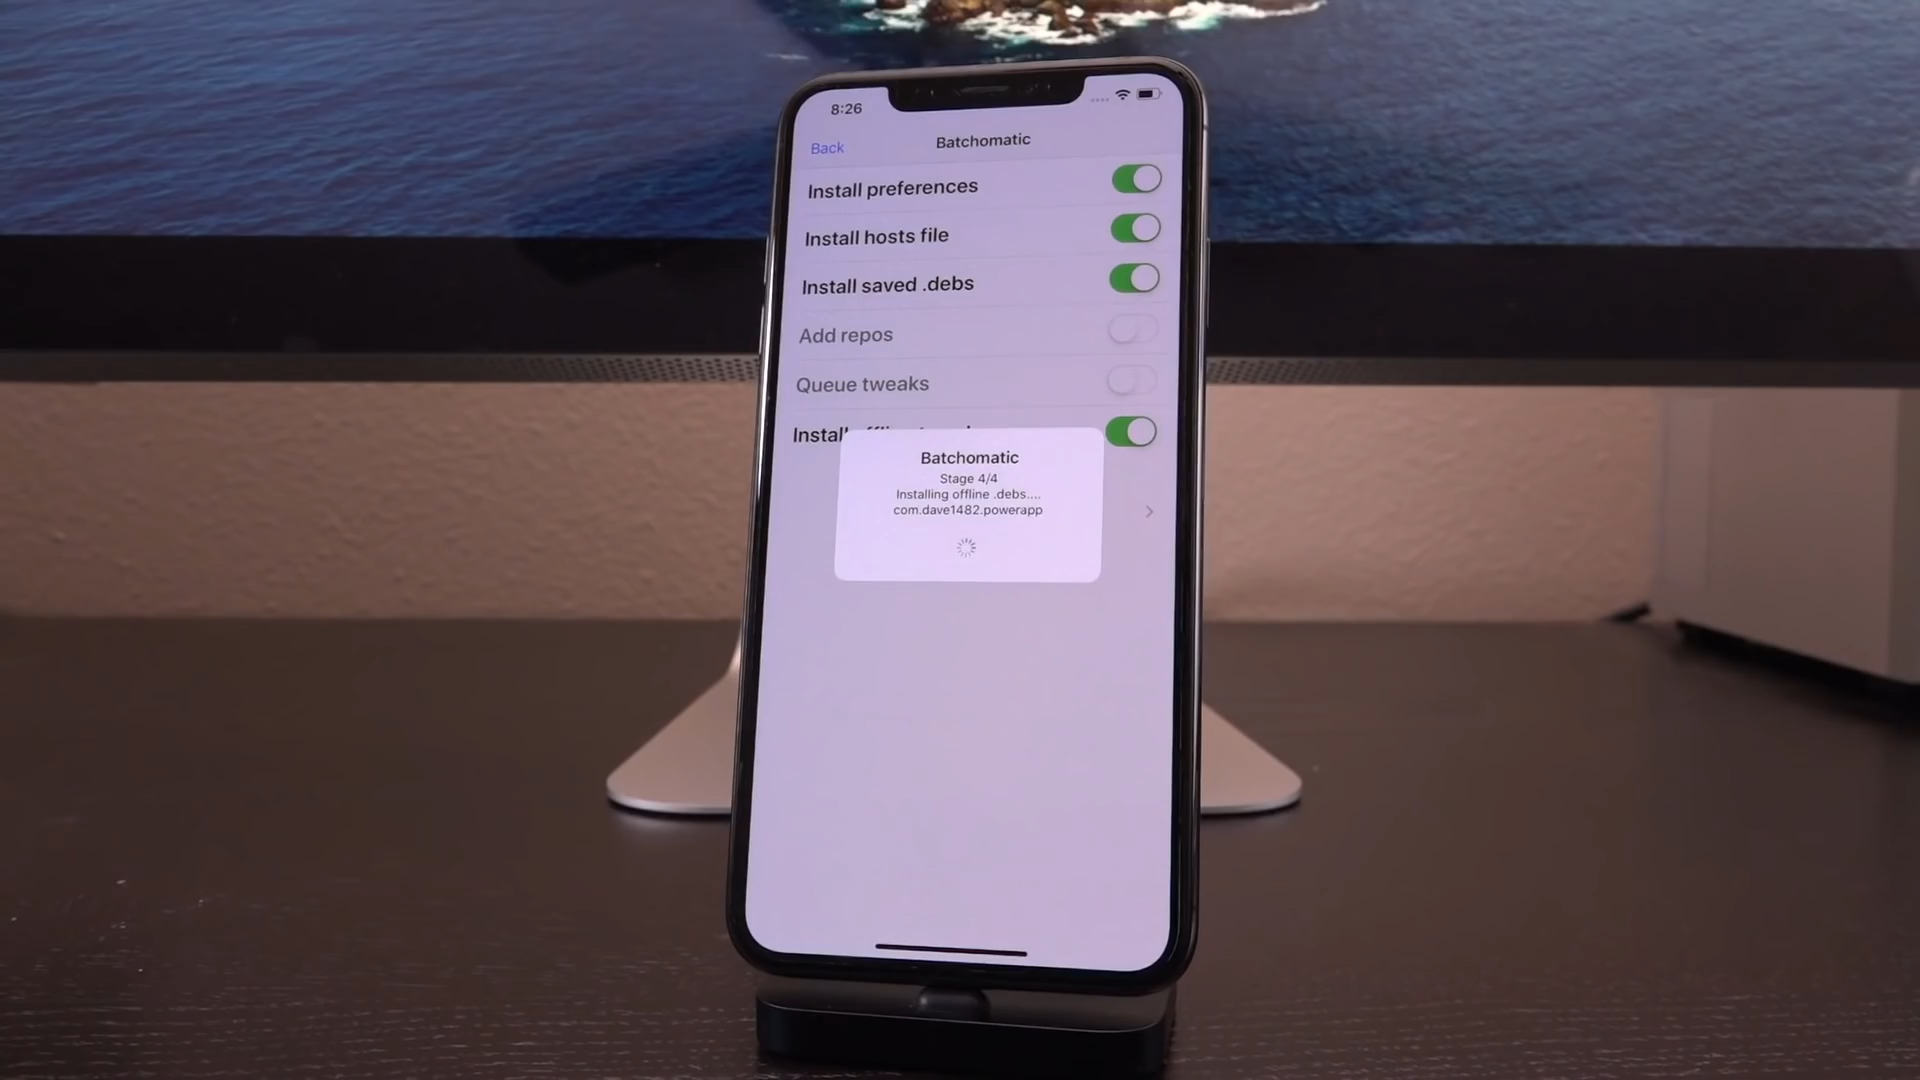 8:26
Back
Batchomatic
Install preferences
Install hosts file
Install saved .debs
Add repos
Queue tweaks
Install
Batchomatic
Stage 4/4
Installing offline .debs....
com.dave1482.powerapp